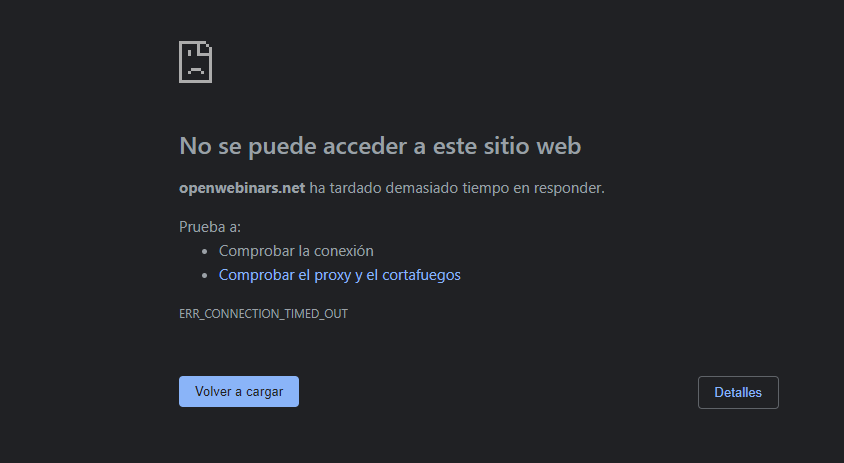 No se puede acceder a este sitio web
openwebinars.net ha tardado demasiado tiempo en responder.
Prueba a:
• Comprobar la conexión
• Comprobar el proxy y el cortafuegos
ERR_CONNECTION_TIMED_OUT
Volver a cargar
Detalles